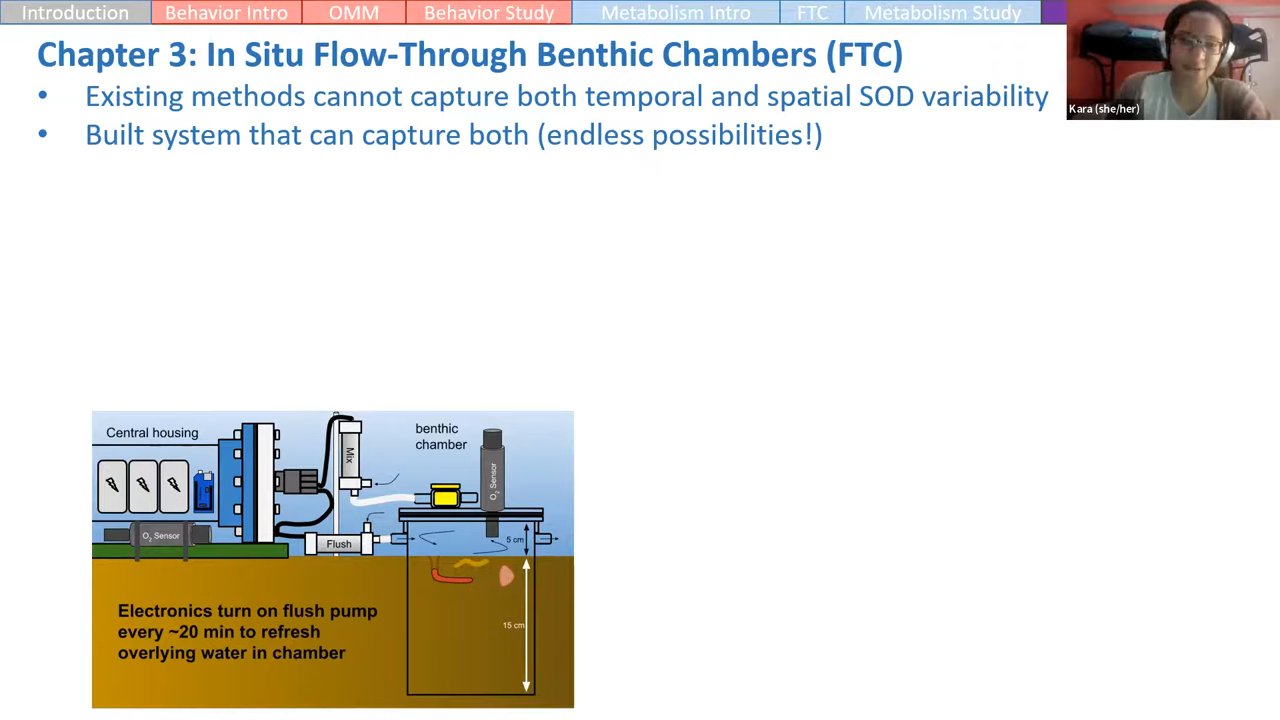 Introduction
Behavior Intro
OMM
Behavior Study
Metabolism Intro
FTC
Metabolism Study
Chapter 3: In Situ Flow-Through Benthic Chambers (FTC)
• Existing methods cannot capture both temporal and spatial SOD variability
• Built system that can capture both (endless possibilities!)
Kara (she/her)
Central housing
Mix
benthic
chamber
O2 Sensor
O2 Sensor
Flush
5 cm
15 cm
Electronics turn on flush pump
every ~20 min to refresh
overlying water in chamber